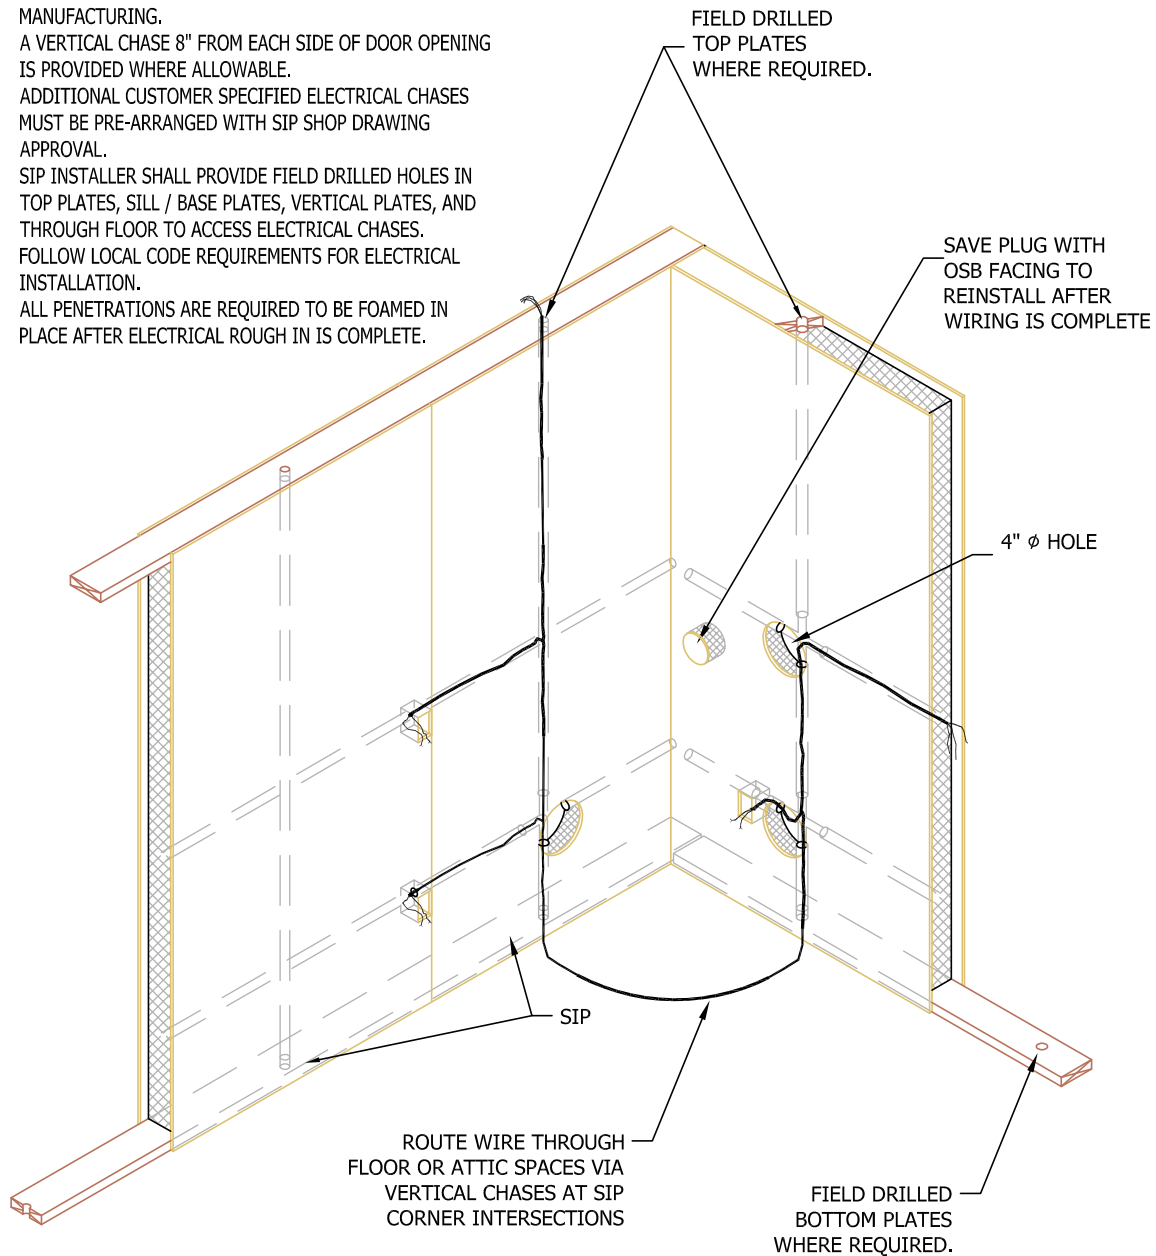 MANUFACTURING.
A VERTICAL CHASE 8" FROM EACH SIDE OF DOOR OPENING
IS PROVIDED WHERE ALLOWABLE.
ADDITIONAL CUSTOMER SPECIFIED ELECTRICAL CHASES
MUST BE PRE-ARRANGED WITH SIP SHOP DRAWING
APPROVAL.
SIP INSTALLER SHALL PROVIDE FIELD DRILLED HOLES IN
TOP PLATES, SILL / BASE PLATES, VERTICAL PLATES, AND
THROUGH FLOOR TO ACCESS ELECTRICAL CHASES.
FOLLOW LOCAL CODE REQUIREMENTS FOR ELECTRICAL
INSTALLATION.
ALL PENETRATIONS ARE REQUIRED TO BE FOAMED IN
PLACE AFTER ELECTRICAL ROUGH IN IS COMPLETE.
FIELD DRILLED
TOP PLATES
WHERE REQUIRED.
SAVE PLUG WITH
OSB FACING TO
REINSTALL AFTER
WIRING IS COMPLETE
4" ϕ HOLE
SIP
ROUTE WIRE THROUGH
FLOOR OR ATTIC SPACES VIA
VERTICAL CHASES AT SIP
CORNER INTERSECTIONS
FIELD DRILLED
BOTTOM PLATES
WHERE REQUIRED.